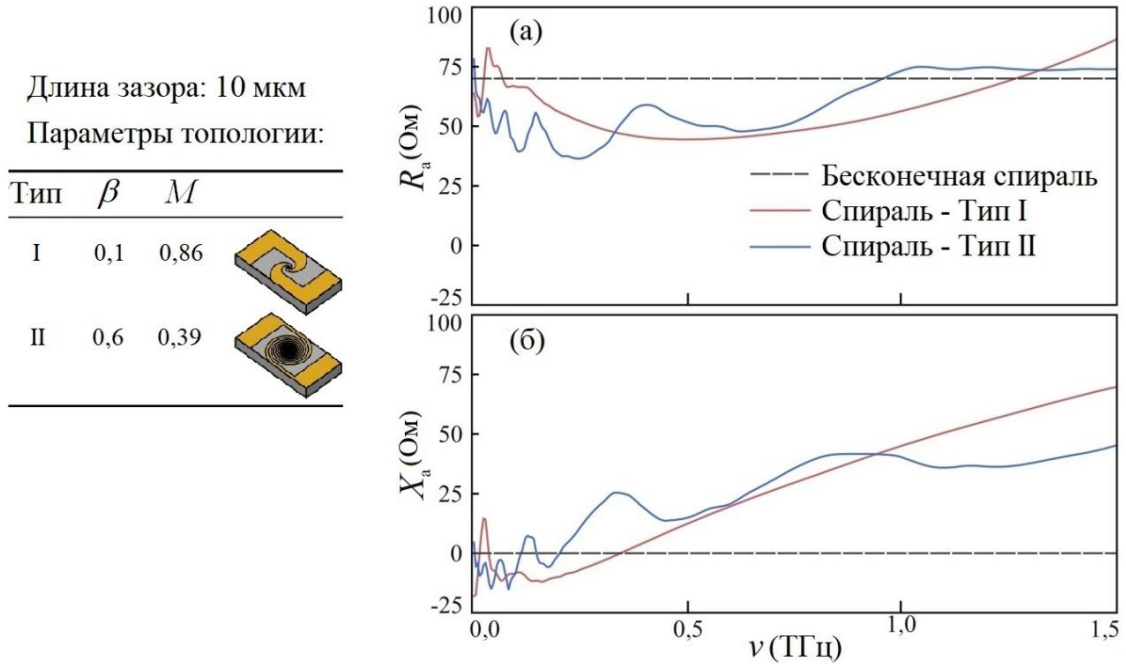 Длина зазора: 10 мкм
Параметры топологии:
Тип β M
I 0,1 0,86
II 0,6 0,39
(а)
100
75
50
25
0
-25
Rа (Ом)
Бесконечная спираль
Спираль - Тип I
Спираль - Тип II
(б)
100
75
50
25
0
-25
Xа (Ом)
0,0 0,5 1,0 1,5
ν (ТГц)